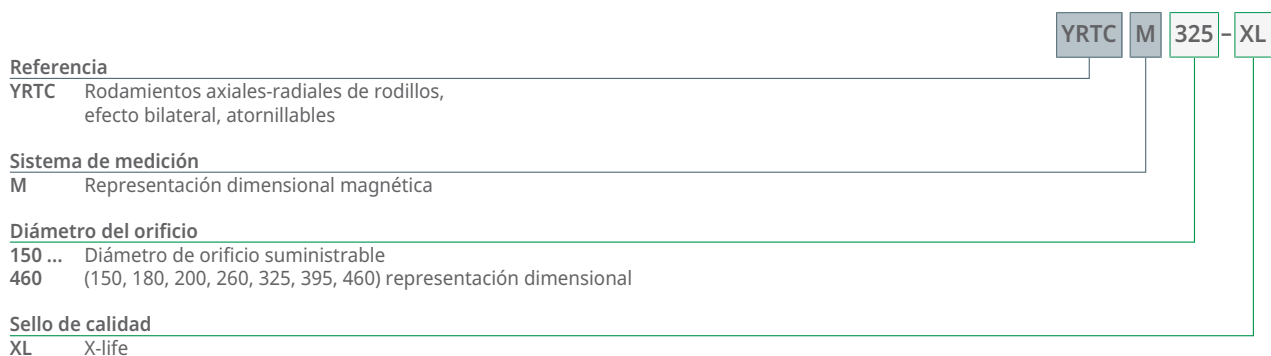 YRTC M 325 – XL
Referencia
YRTC Rodamientos axiales-radiales de rodillos,
efecto bilateral, atornillables
Sistema de medición
M Representación dimensional magnética
Diámetro del orificio
150 ... Diámetro de orificio suministrable
460 (150, 180, 200, 260, 325, 395, 460) representación dimensional
Sello de calidad
XL X-life